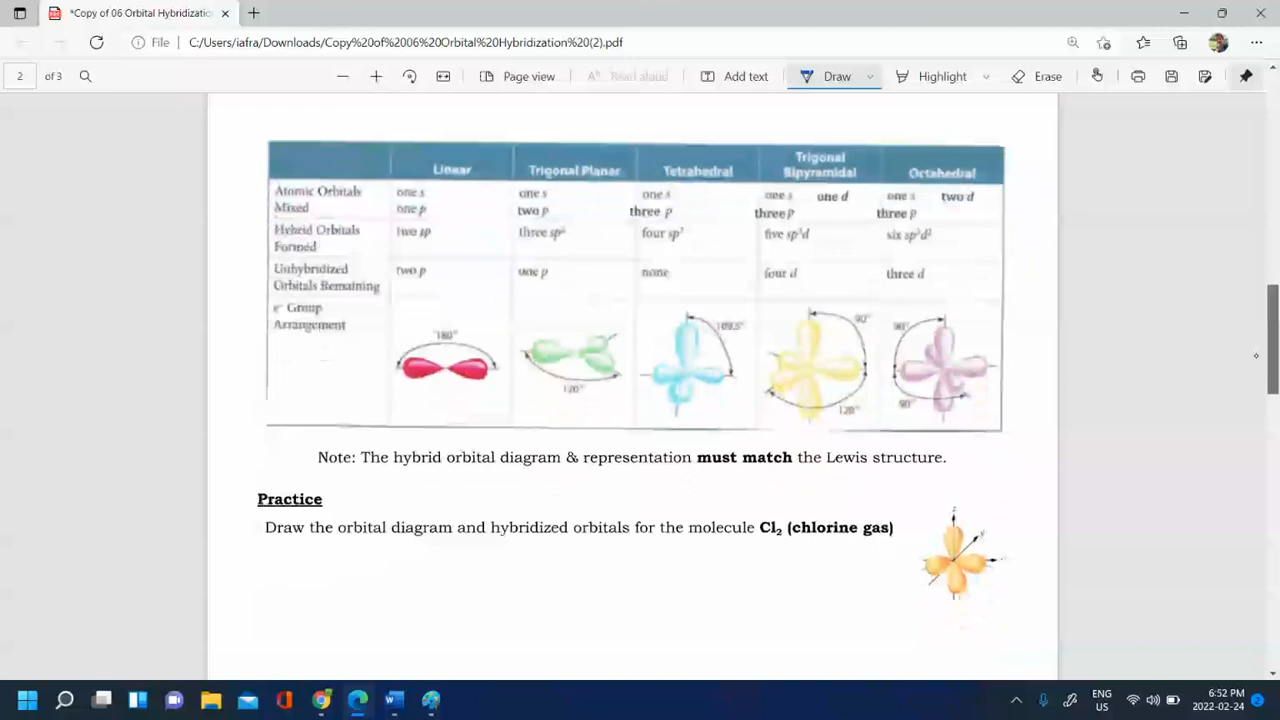 *Copy of 06 Orbital Hybridizatio
File C:/Users/iafra/Downloads/Copy%20of%2006%20Orbital%20Hybridization%20(2).pdf
2 of 3 Page view Read aloud Add text Draw Highlight Erase
Linear Trigonal Planar Tetrahedral Trigonal Bipyramidal Octahedral
Atomic Orbitals Mixed one s one p one s two p one s three p one s one d three p one s two d three p
Hybrid Orbitals Formed two sp three sp² four sp³ five sp³d six sp³d²
Unhybridized Orbitals Remaining two p one p none four d three d
e⁻ Group Arrangement
180° 120° 109.5° 90° 120° 90° 90°
Note: The hybrid orbital diagram & representation must match the Lewis structure.
Practice
Draw the orbital diagram and hybridized orbitals for the molecule Cl₂ (chlorine gas)
z y
ENG US 6:52 PM 2022-02-24